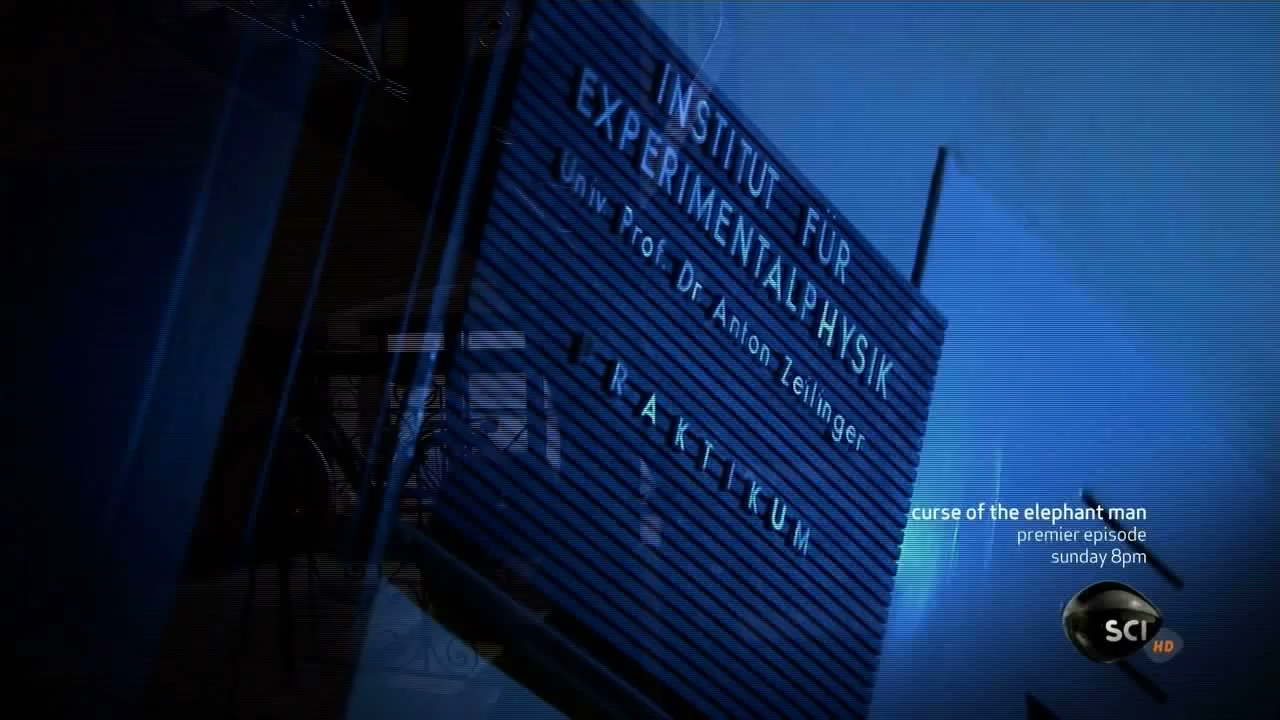 INSTITUT FÜR
EXPERIMENTALPHYSIK
Univ. Prof. Dr. Anton Zeilinger
PRAKTIKUM
curse of the elephant man
premier episode
sunday 8pm
SCI
HD